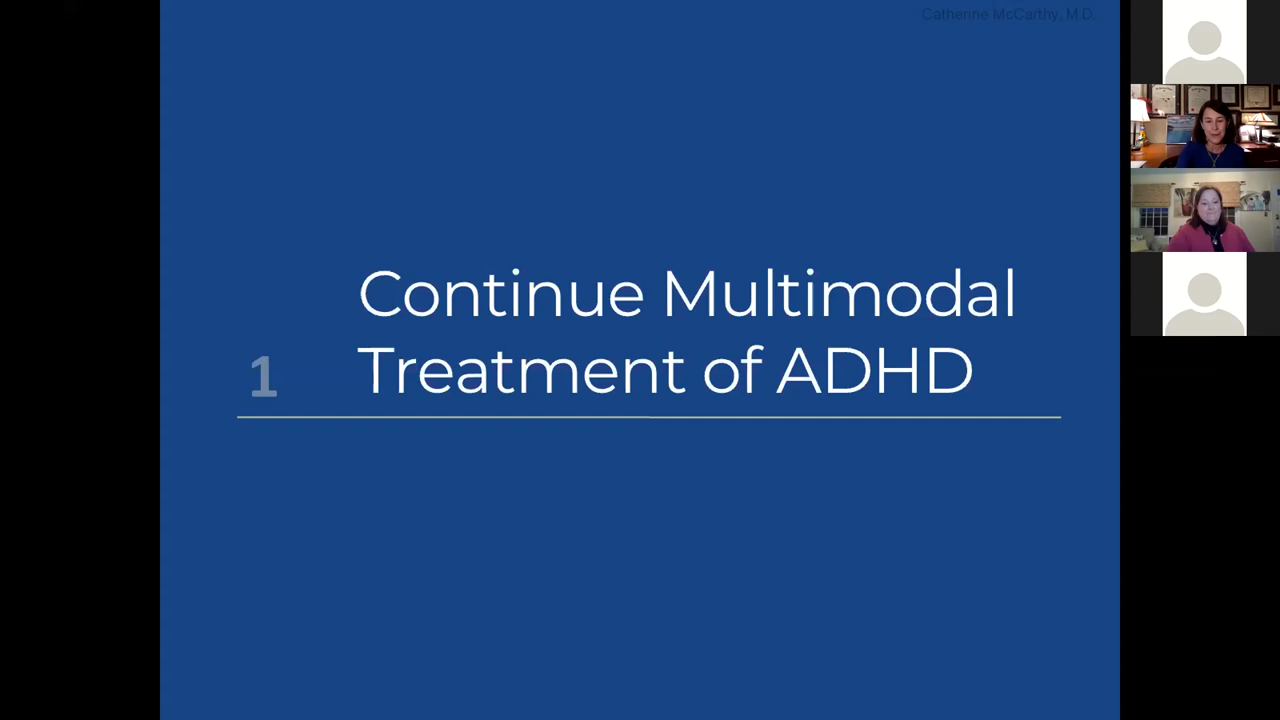 Catherine McCarthy, M.D.
Continue Multimodal
1 Treatment of ADHD